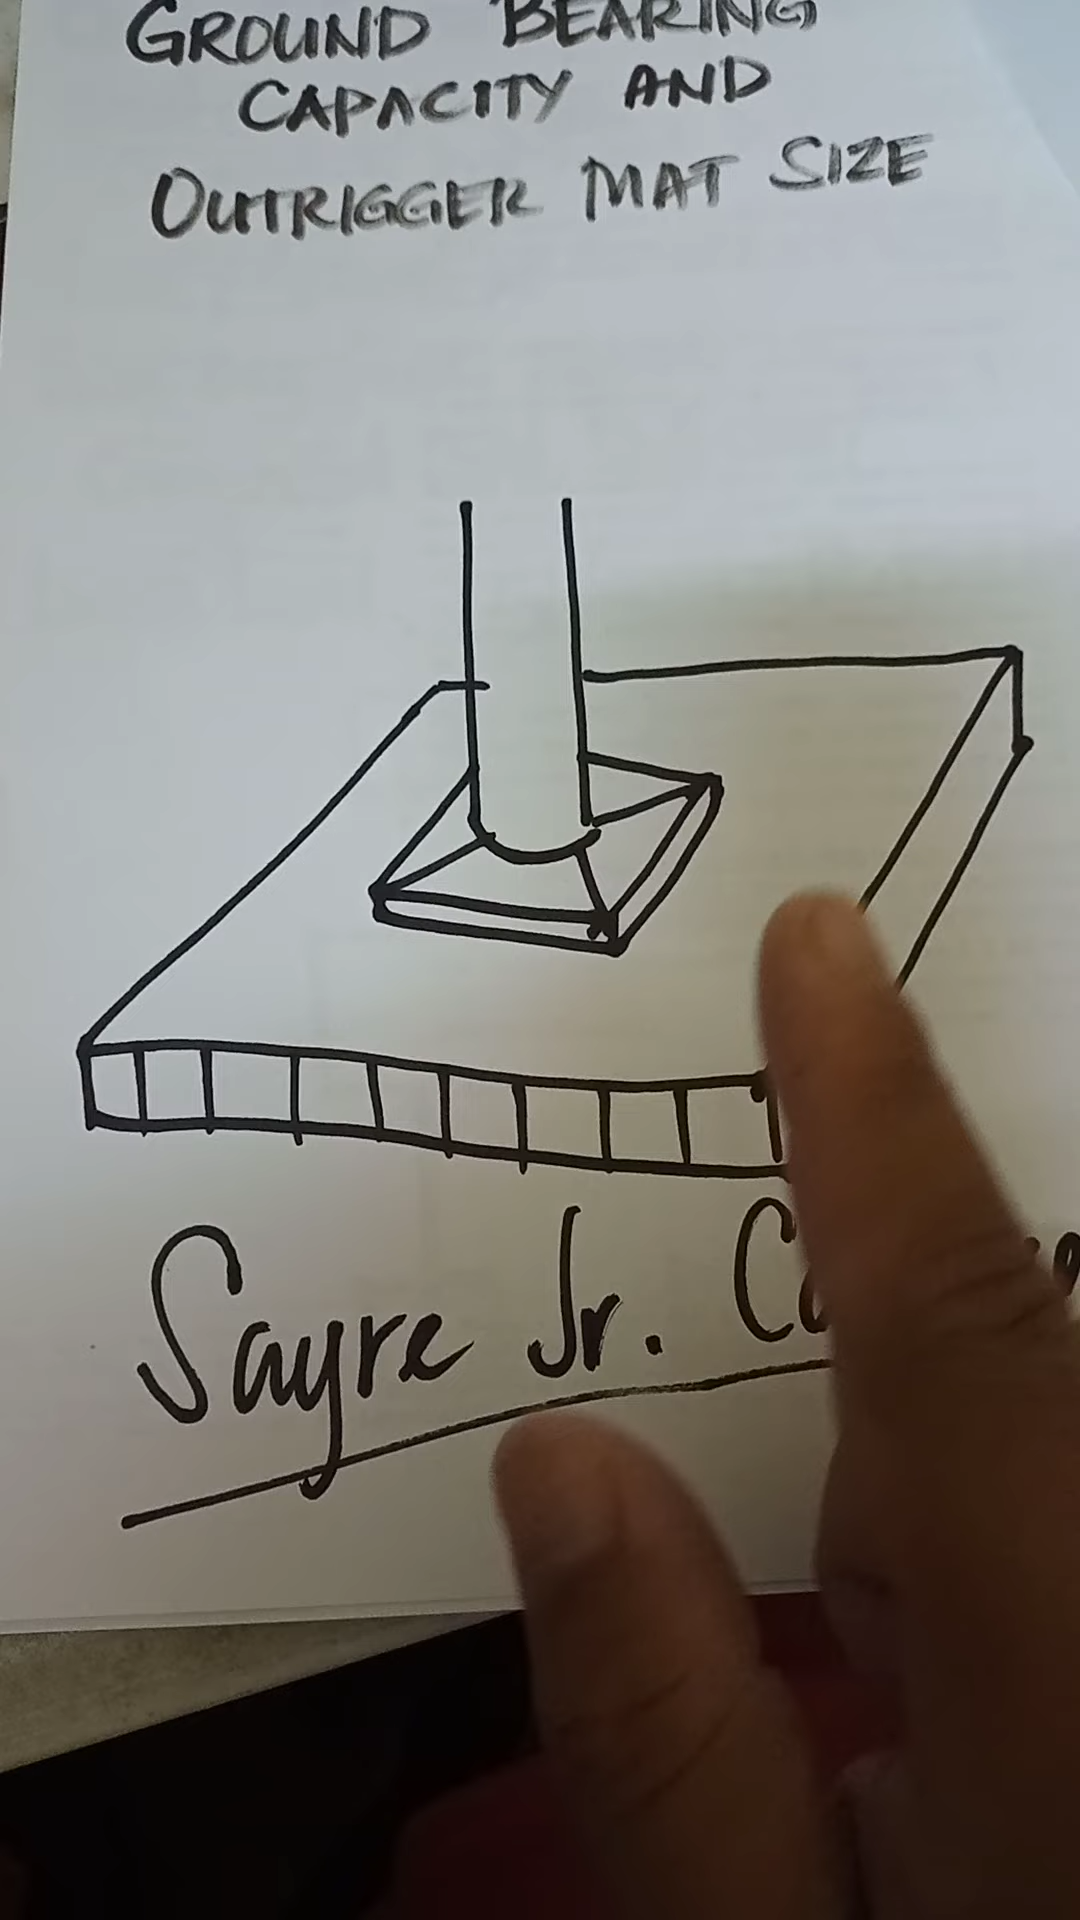 GROUND BEARING
CAPACITY AND
OUTRIGGER MAT SIZE
Sayre Jr.